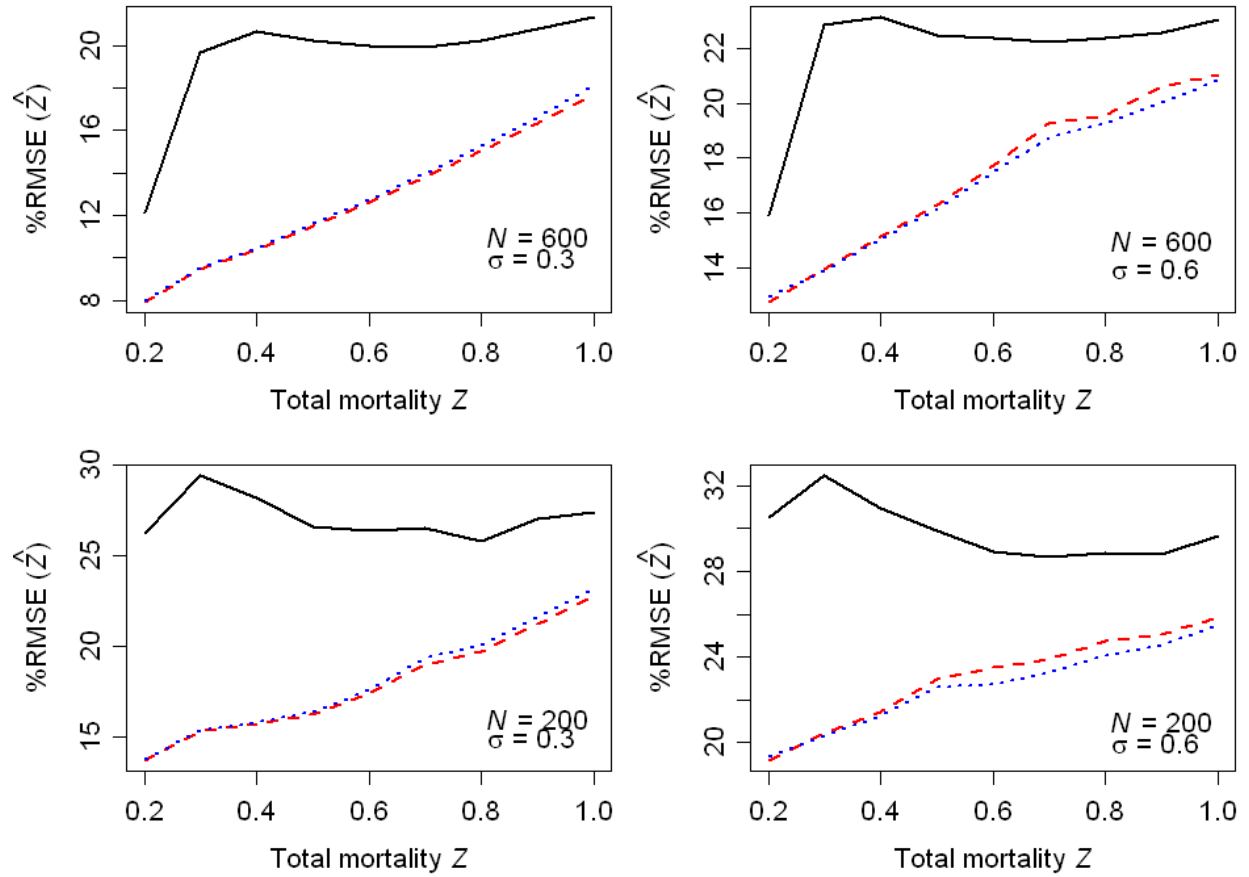 %RMSE (Ẑ)
20
16
12
8
N = 600
σ = 0.3
0.2 0.4 0.6 0.8 1.0
Total mortality Z
%RMSE (Ẑ)
22
20
18
16
14
N = 600
σ = 0.6
0.2 0.4 0.6 0.8 1.0
Total mortality Z
%RMSE (Ẑ)
30
25
20
15
N = 200
σ = 0.3
0.2 0.4 0.6 0.8 1.0
Total mortality Z
%RMSE (Ẑ)
32
28
24
20
N = 200
σ = 0.6
0.2 0.4 0.6 0.8 1.0
Total mortality Z